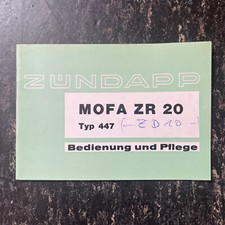 ZÜNDAPP
MOFA ZR 20
Typ 447 (- ZD 10 -)
Bedienung und Pflege